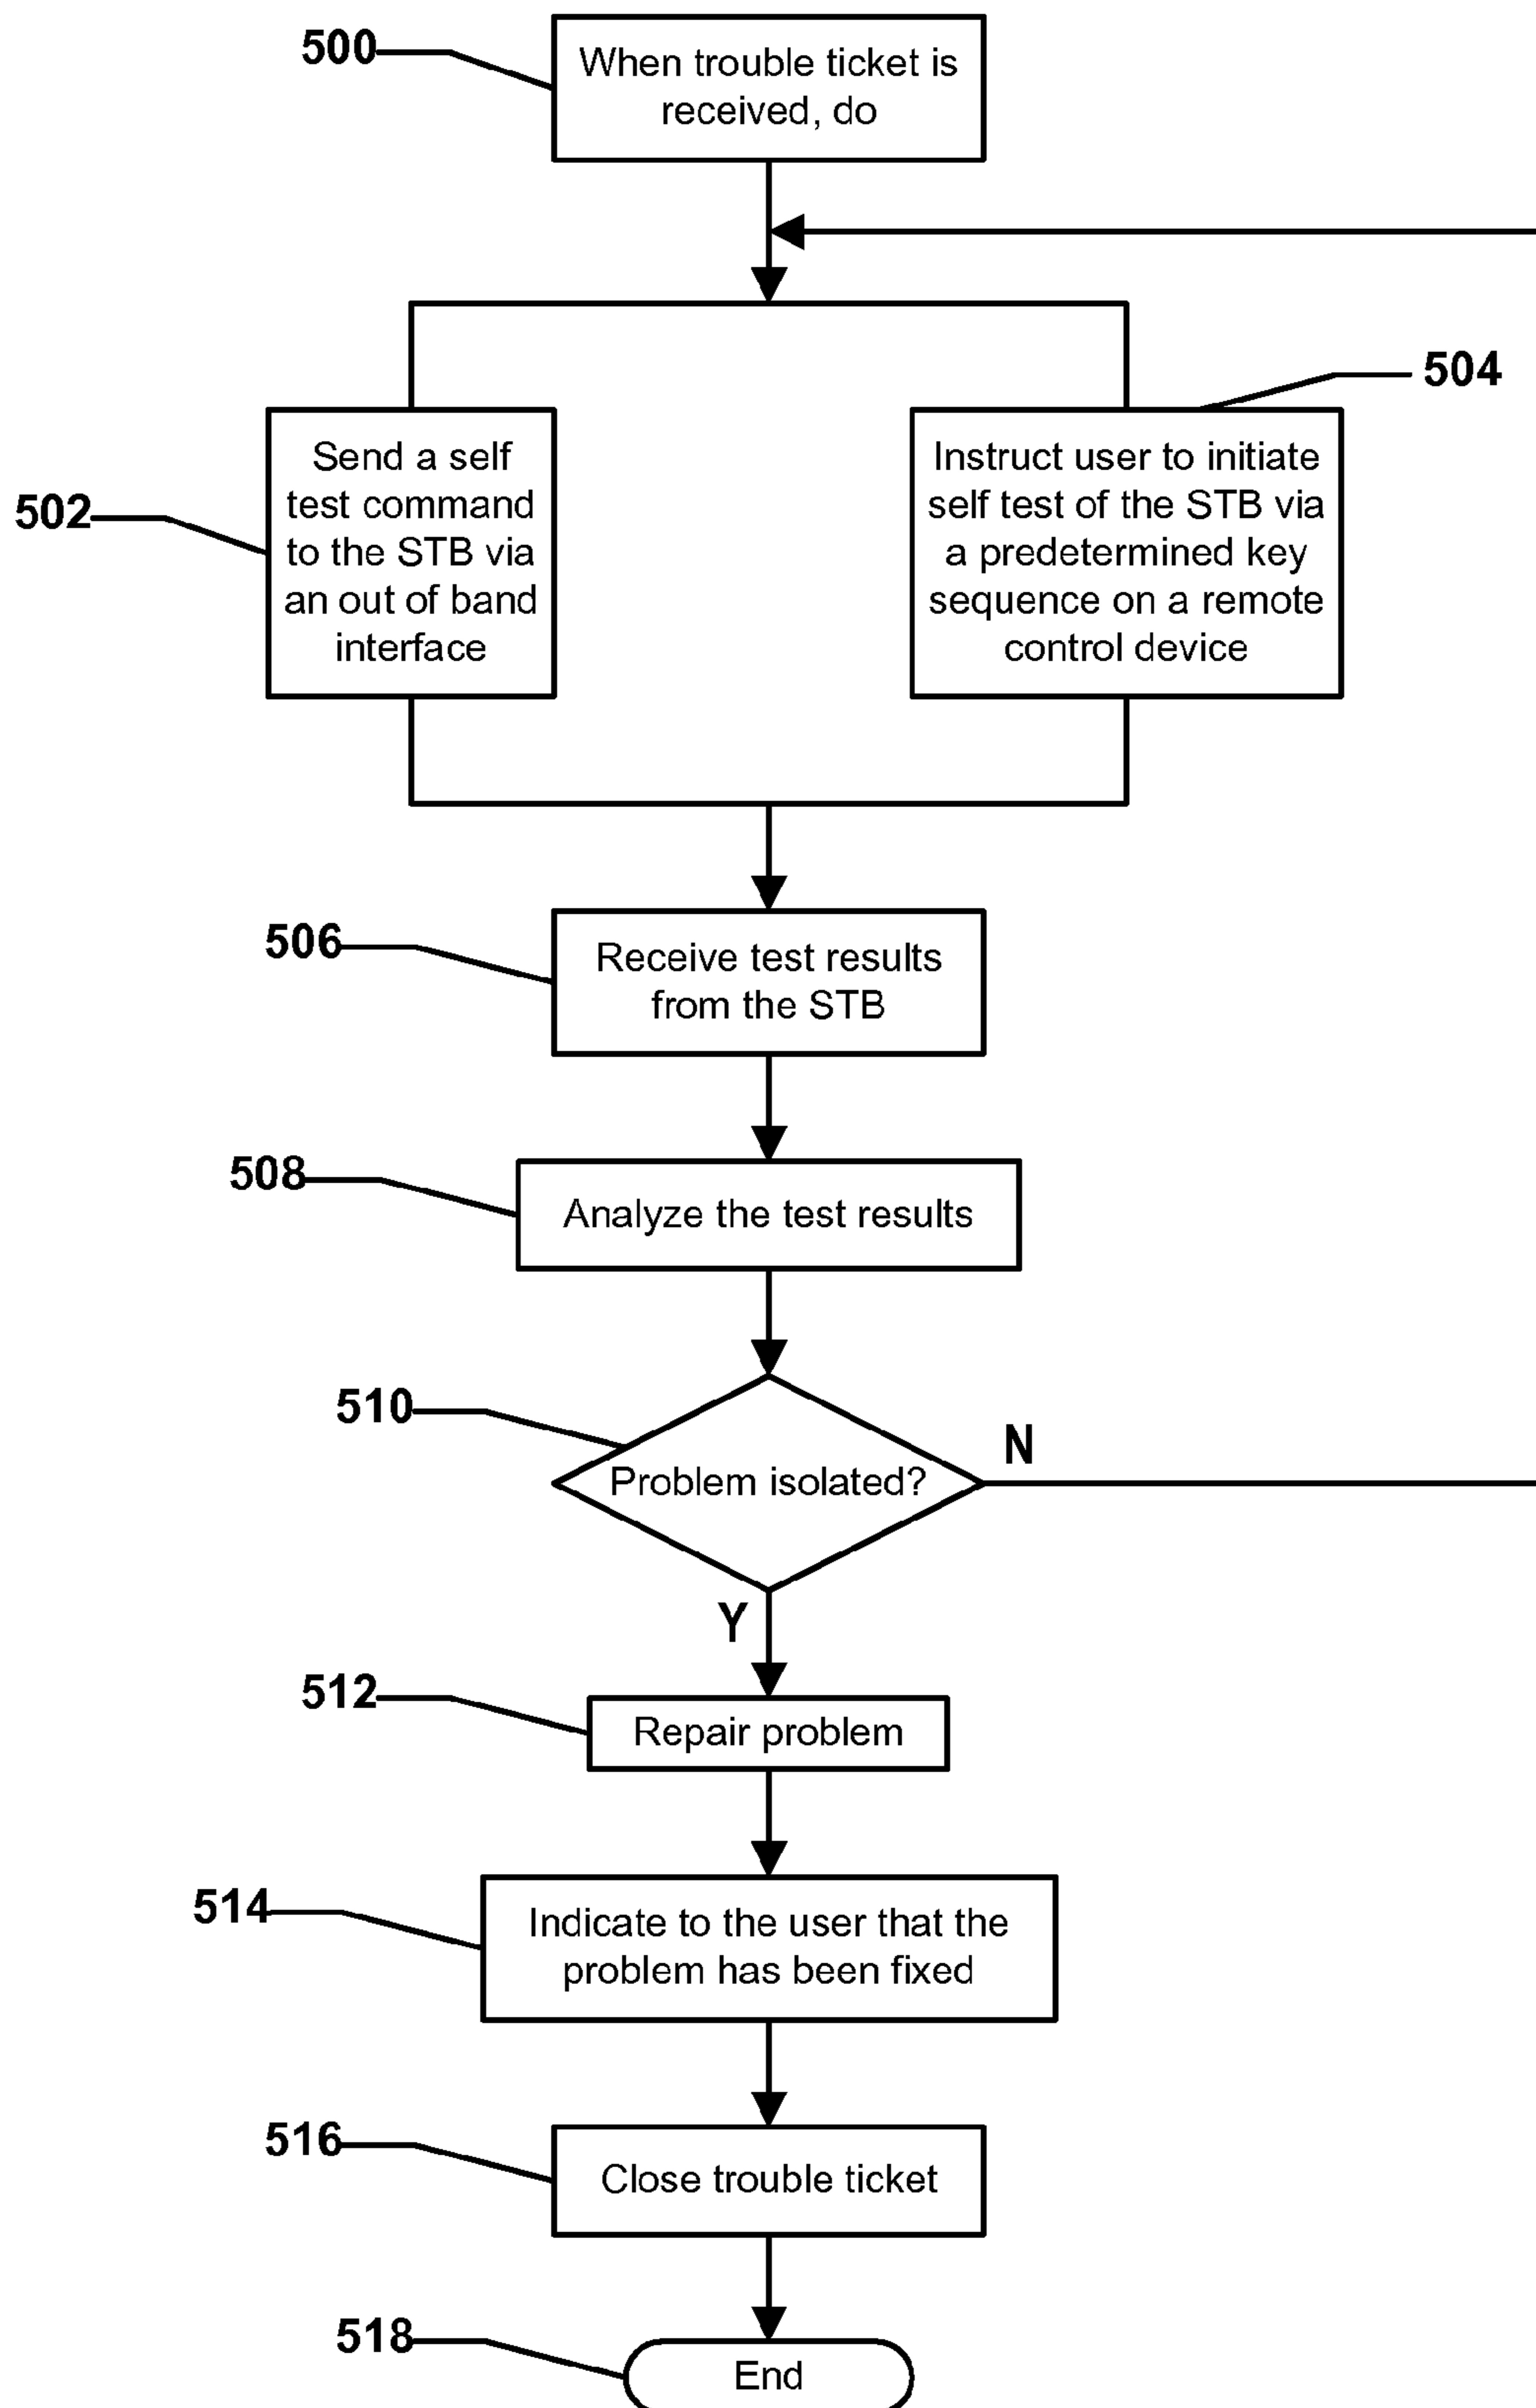 500
When trouble ticket is
received, do
504
502
Send a self
test command
to the STB via
an out of band
interface
Instruct user to initiate
self test of the STB via
a predetermined key
sequence on a remote
control device
506
Receive test results
from the STB
508
Analyze the test results
510
Problem isolated?
N
Y
512
Repair problem
514
Indicate to the user that the
problem has been fixed
516
Close trouble ticket
518
End